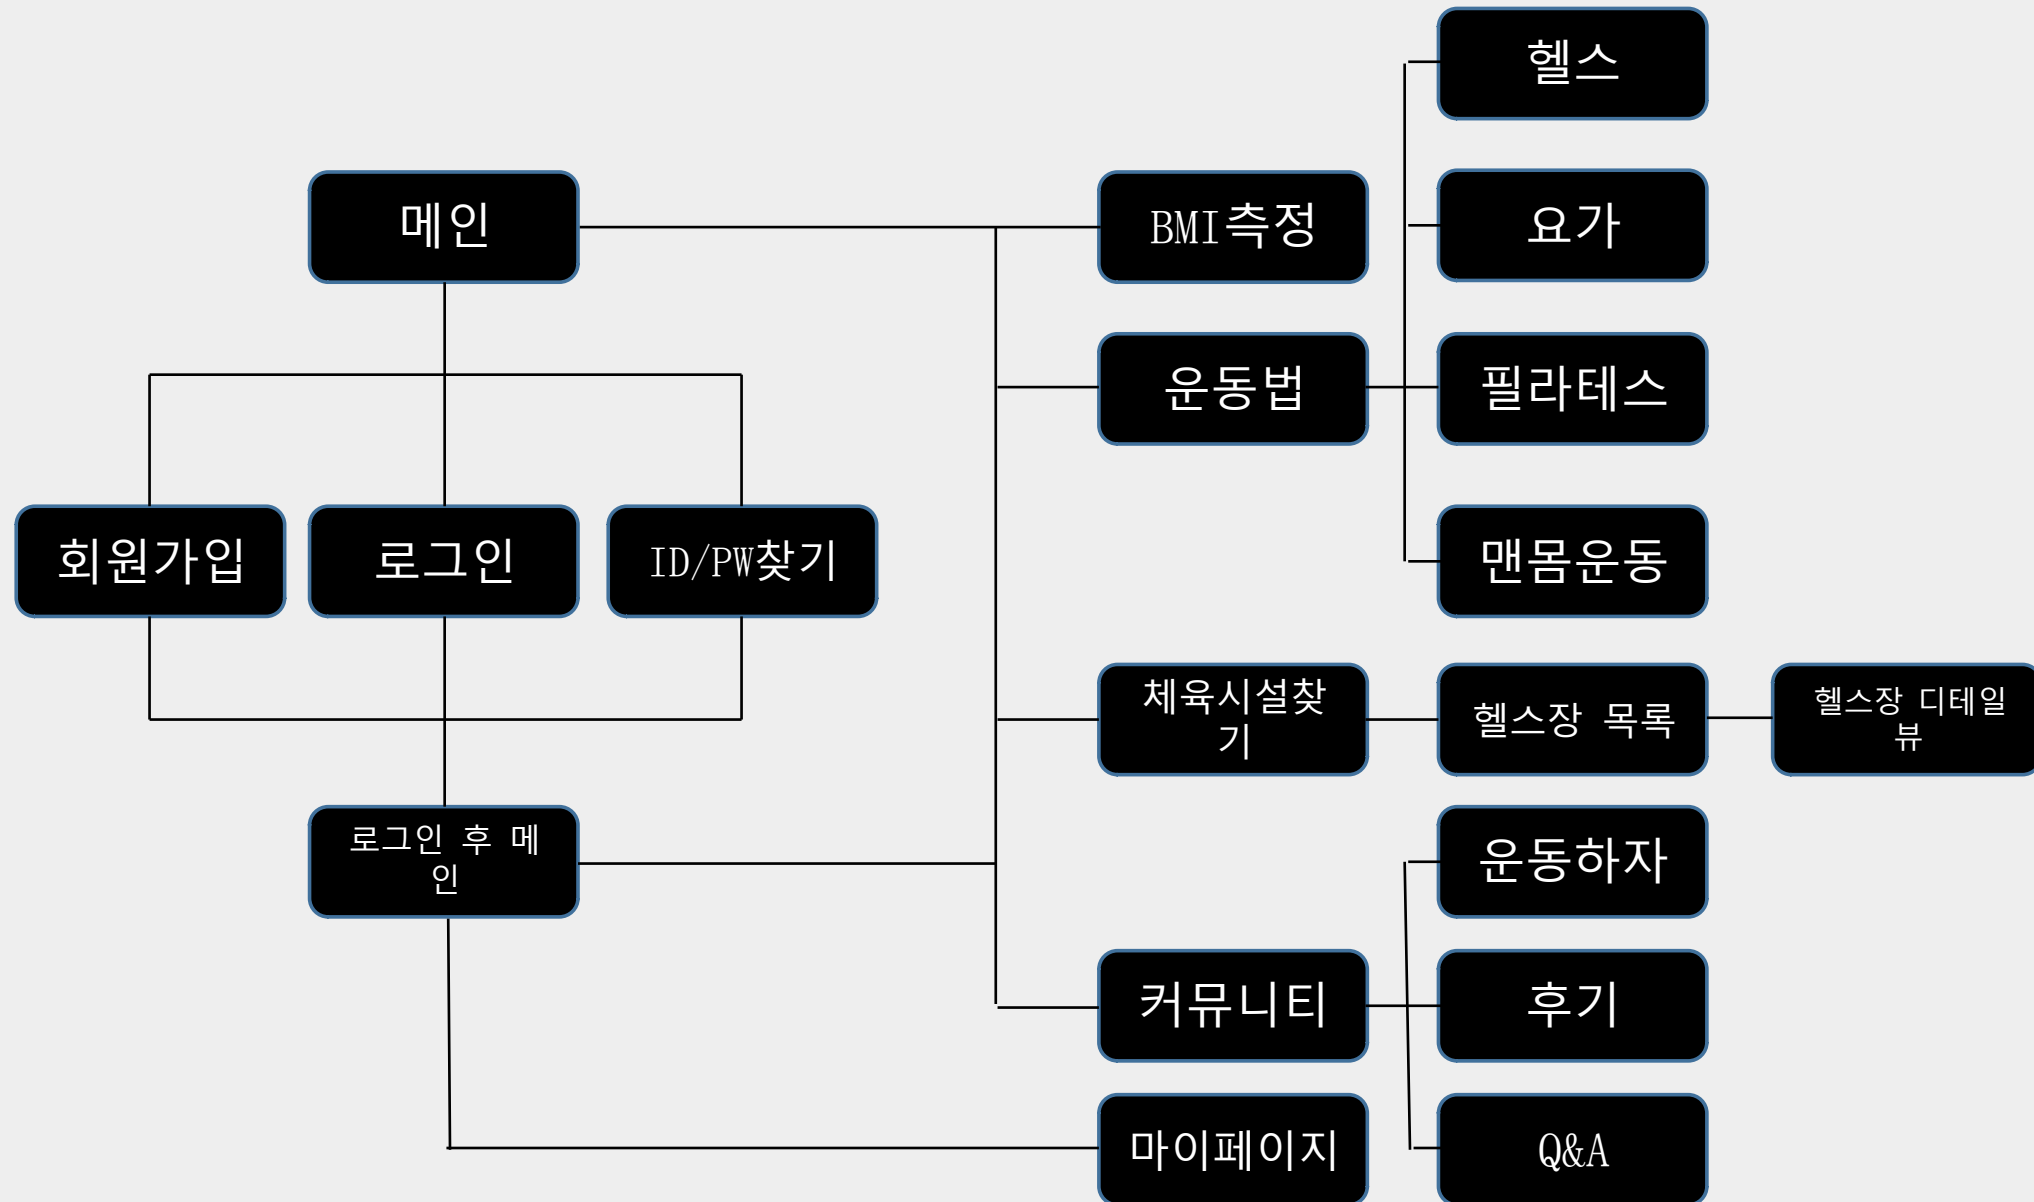 헬스
메인
BMI측정
요가
운동법
필라테스
회원가입
로그인
ID/PW찾기
맨몸운동
체육시설찾
기
헬스장 목록
헬스장 디테일
뷰
로그인 후 메
인
운동하자
커뮤니티
후기
마이페이지
Q&A